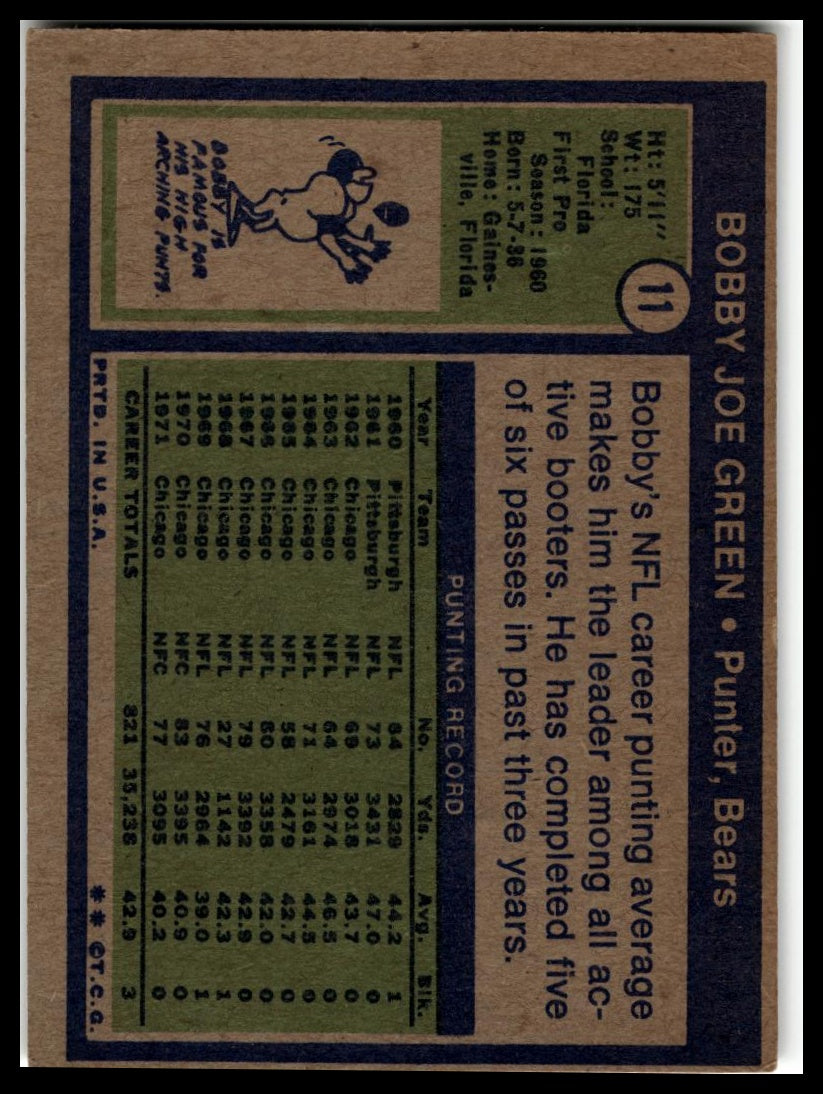 BOBBY JOE GREEN • Punter, Bears
11
Ht: 5'11"
Wt: 175
School:
Florida
First Pro
Season: 1960
Born: 5-7-36
Home: Gaines-
ville, Florida
BOBBY IS
FAMOUS FOR
HIS HIGH
ARCHING PUNTS.
Bobby's NFL career punting average
makes him the leader among all ac-
tive booters. He has completed five
of six passes in past three years.
PUNTING RECORD
Year Team No. Yds. Avg. Blk.
1960 Pittsburgh NFL 64 2829 44.2 1
1961 Pittsburgh NFL 73 3431 47.0 0
1962 Chicago NFL 69 3018 43.7 0
1963 Chicago NFL 64 2974 46.5 0
1964 Chicago NFL 71 3161 44.5 0
1965 Chicago NFL 58 2479 42.7 0
1966 Chicago NFL 80 3358 42.0 0
1967 Chicago NFL 79 3392 42.9 0
1968 Chicago NFL 27 1142 42.3 1
1969 Chicago NFL 76 2964 39.0 1
1970 Chicago NFC 83 3395 40.9 0
1971 Chicago NFC 77 3095 40.2 0
CAREER TOTALS 821 35,236 42.9 3
PRTD. IN U.S.A. ** ©T.C.G.